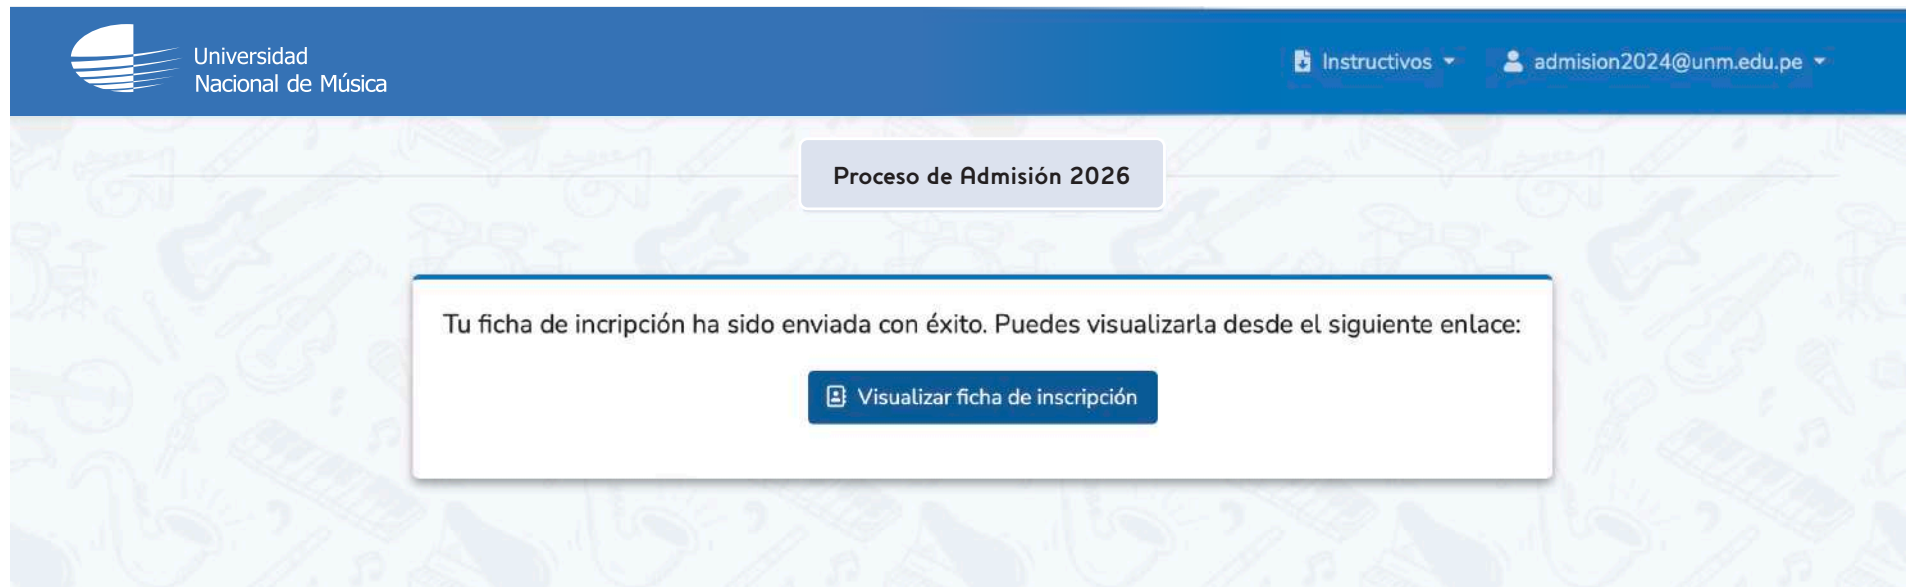 Universidad
Nacional de Música
Instructivos
admision2024@unm.edu.pe
Proceso de Admisión 2026
Tu ficha de incripción ha sido enviada con éxito. Puedes visualizarla desde el siguiente enlace:
Visualizar ficha de inscripción